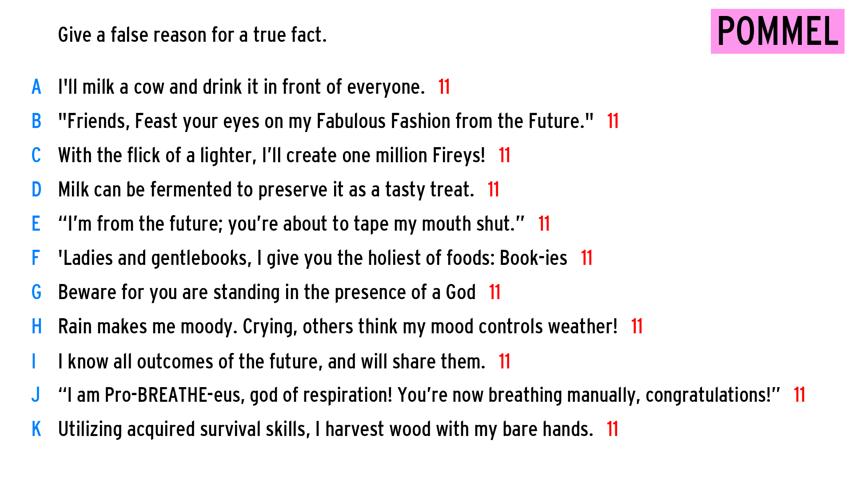 Give a false reason for a true fact.
POMMEL
A I'll milk a cow and drink it in front of everyone. 11
B "Friends, Feast your eyes on my Fabulous Fashion from the Future." 11
C With the flick of a lighter, I’ll create one million Fireys! 11
D Milk can be fermented to preserve it as a tasty treat. 11
E “I’m from the future; you’re about to tape my mouth shut.” 11
F 'Ladies and gentlebooks, I give you the holiest of foods: Book-ies 11
G Beware for you are standing in the presence of a God 11
H Rain makes me moody. Crying, others think my mood controls weather! 11
I I know all outcomes of the future, and will share them. 11
J “I am Pro-BREATHE-eus, god of respiration! You’re now breathing manually, congratulations!” 11
K Utilizing acquired survival skills, I harvest wood with my bare hands. 11